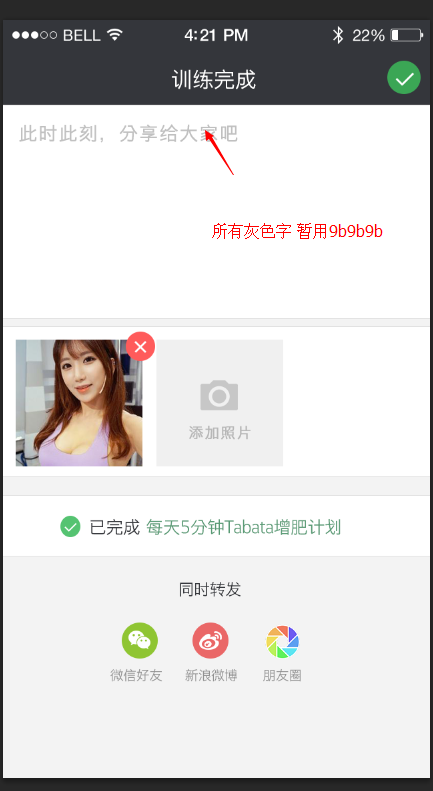 BELL 4:21 PM 22%
训练完成
此时此刻，分享给大家吧
所有灰色字 暂用9b9b9b
添加照片
已完成 每天5分钟Tabata增肥计划
同时转发
微信好友 新浪微博 朋友圈